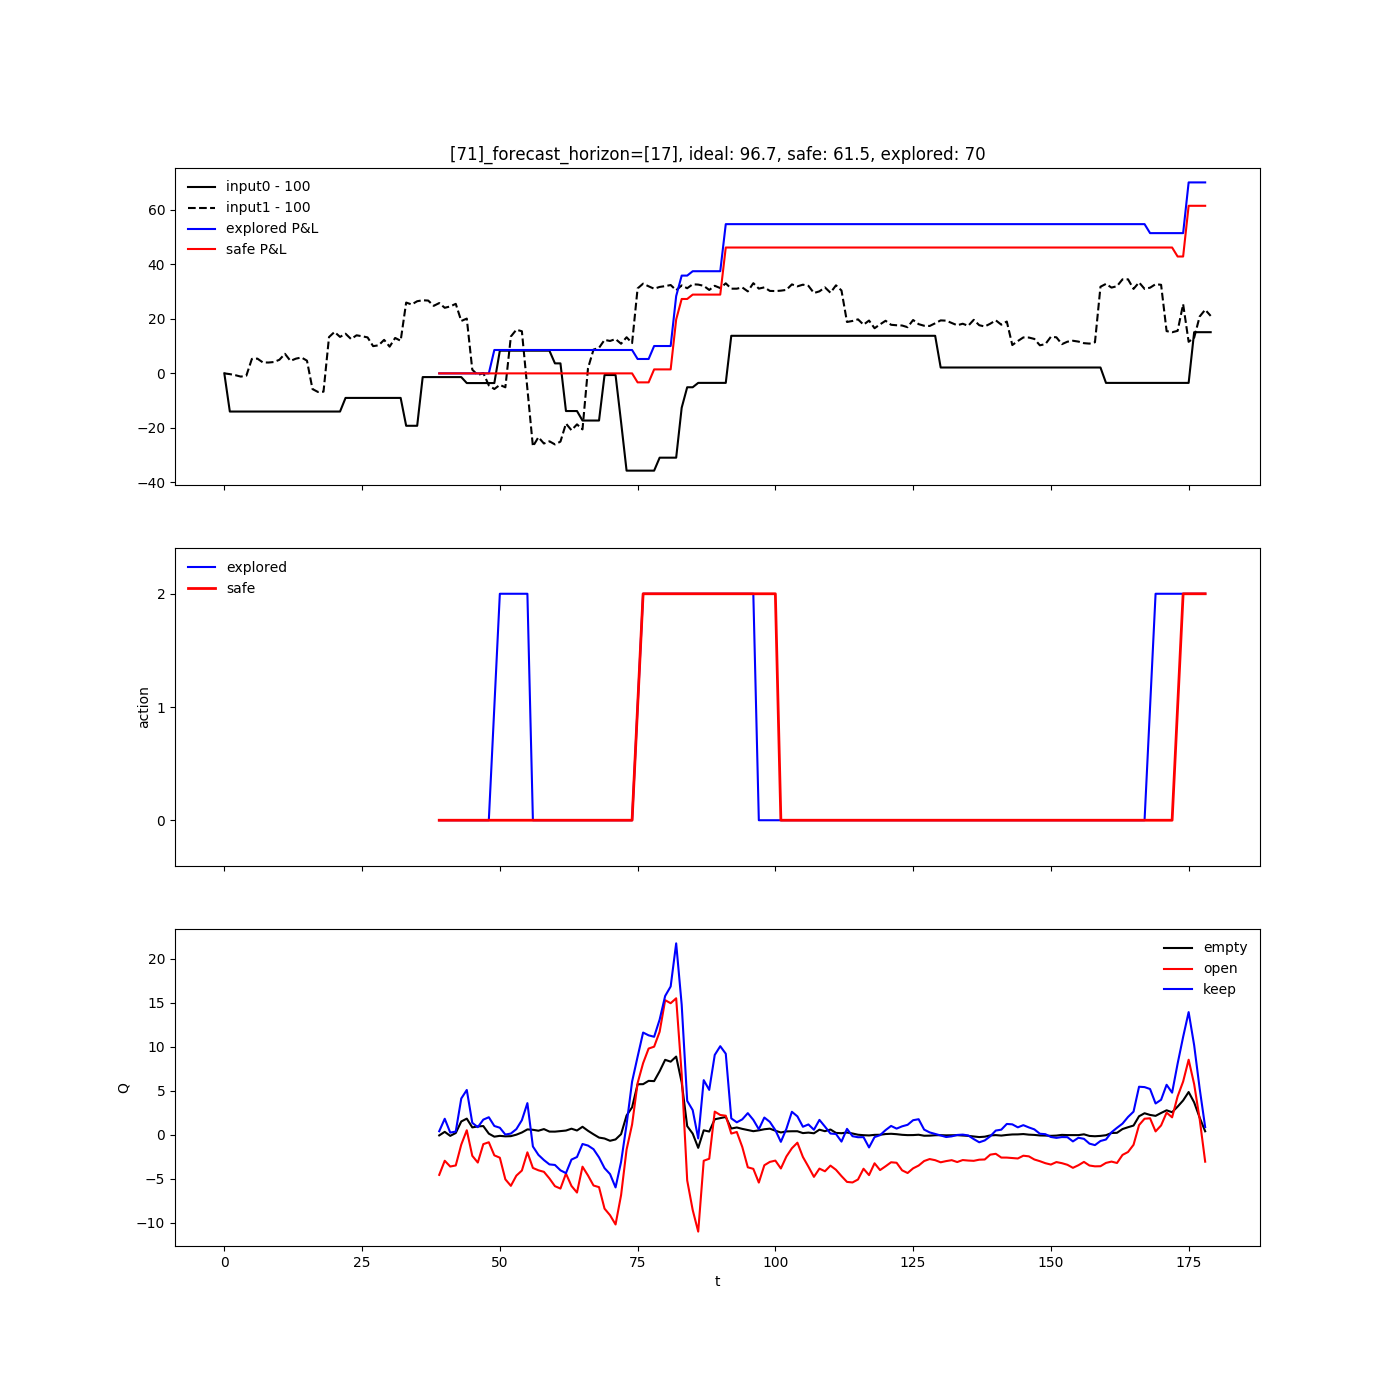 [71]_forecast_horizon=[17], ideal: 96.7, safe: 61.5, explored: 70
input0 - 100
input1 - 100
explored P&L
safe P&L
60
40
20
0
−20
−40
explored
safe
2
1
0
action
empty
open
keep
20
15
10
5
0
−5
−10
Q
0 25 50 75 100 125 150 175
t